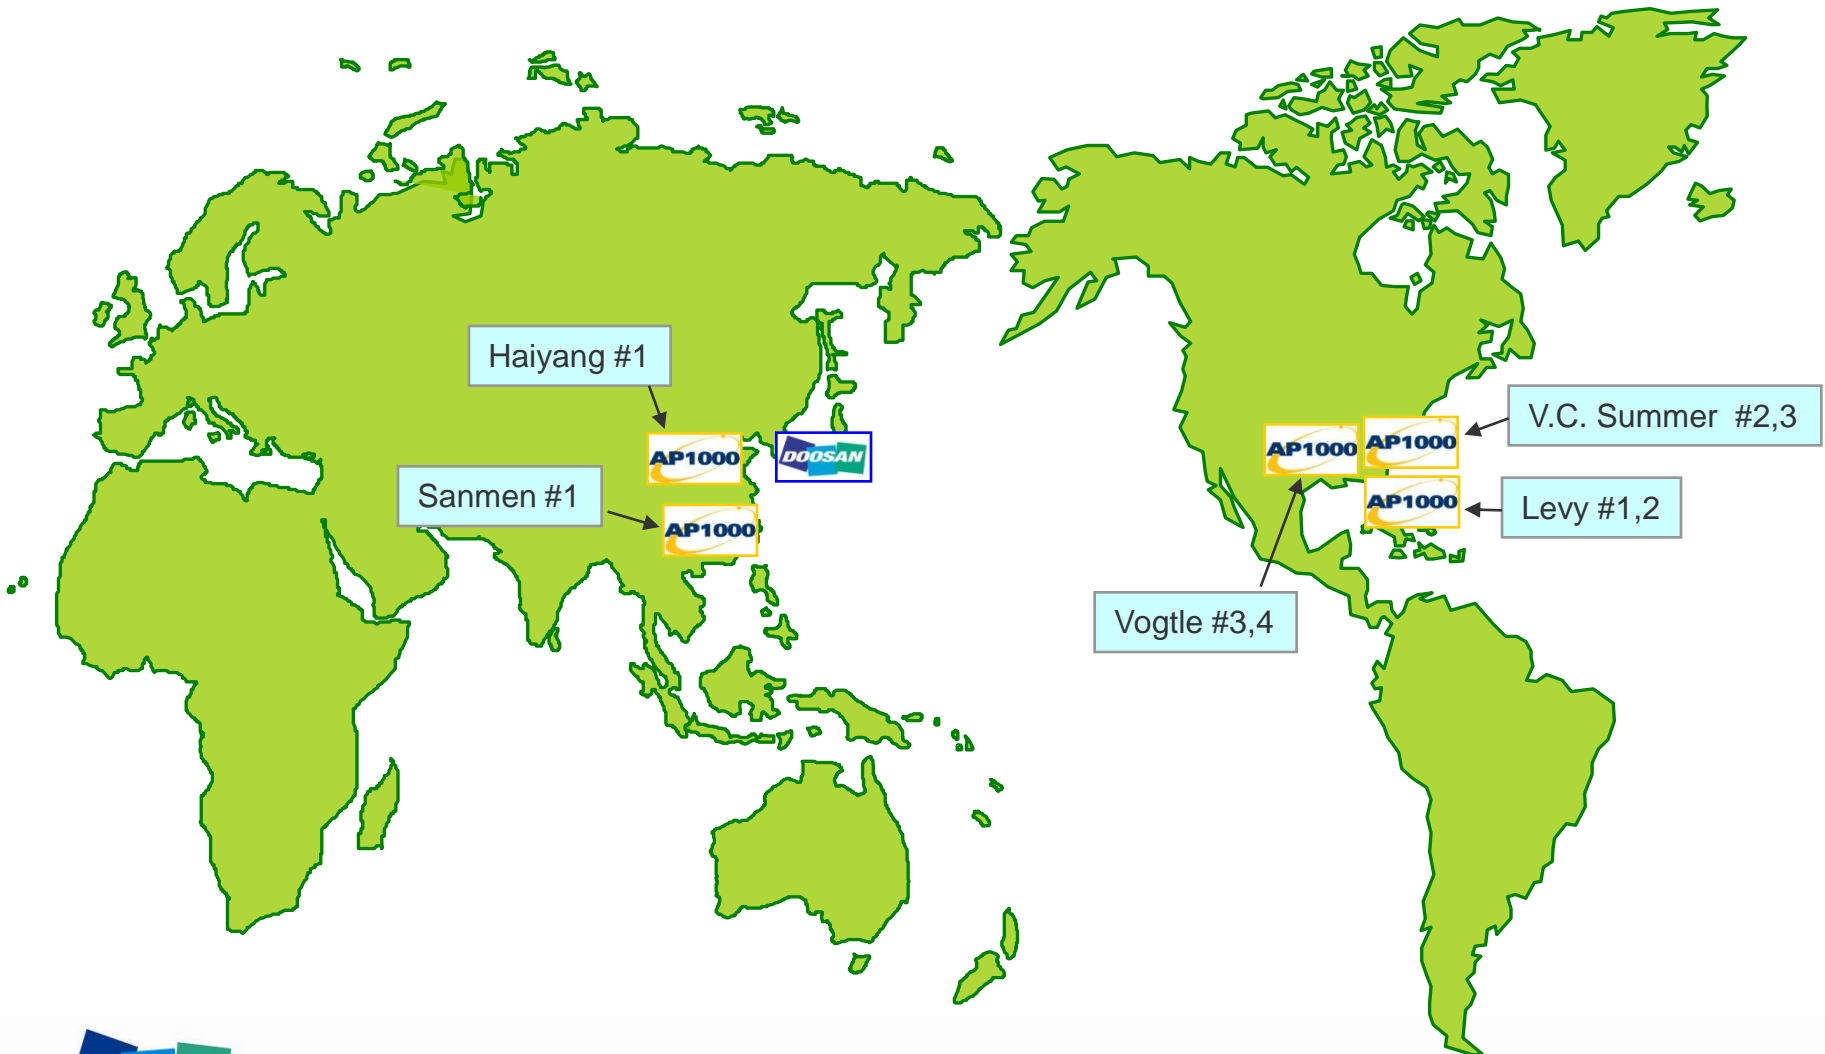 Haiyang #1
V.C. Summer #2,3
AP1000
AP1000
AP1000
DOOSAN
Sanmen #1
AP1000
Levy #1,2
AP1000
Vogtle #3,4